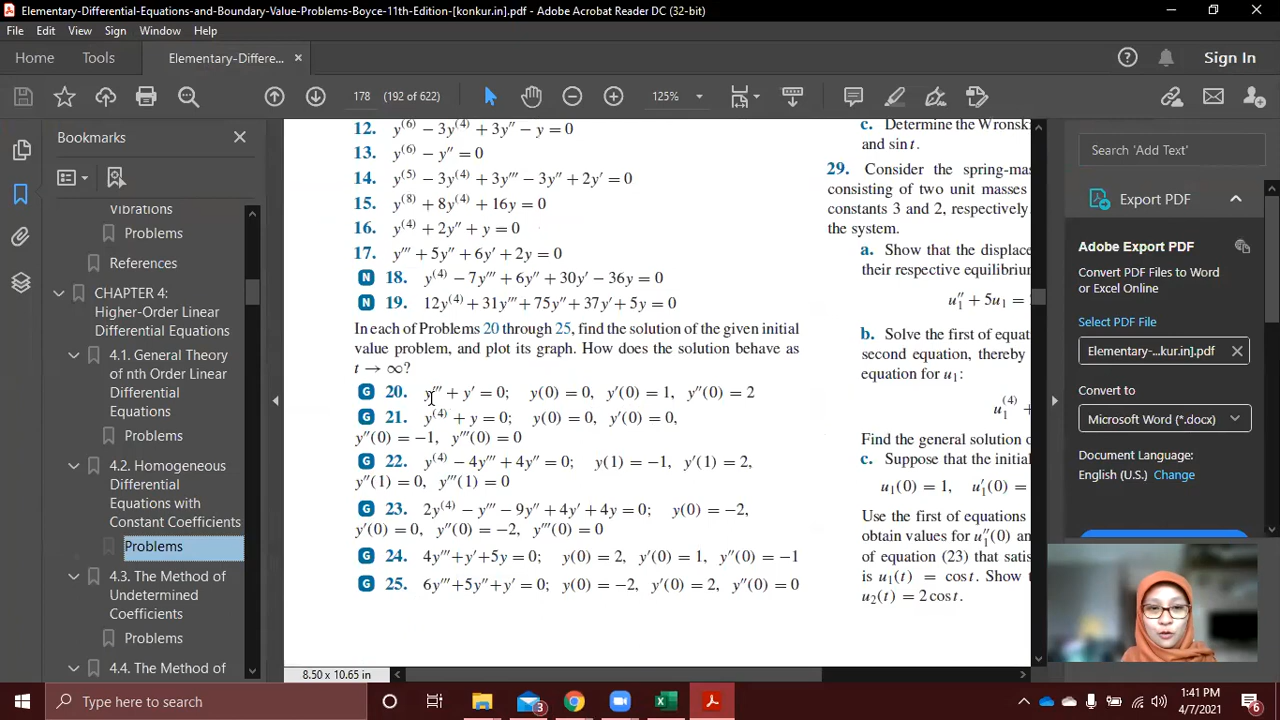 Elementary-Differential-Equations-and-Boundary-Value-Problems-Boyce-11th-Edition-[konkur.in].pdf - Adobe Acrobat Reader DC (32-bit)
File Edit View Sign Window Help
Home Tools Elementary-Differe... × Sign In
178 (192 of 622) 125%
Bookmarks
Vibrations
Problems
References
CHAPTER 4:
Higher-Order Linear
Differential Equations
4.1. General Theory
of nth Order Linear
Differential
Equations
Problems
4.2. Homogeneous
Differential
Equations with
Constant Coefficients
Problems
4.3. The Method of
Undetermined
Coefficients
Problems
4.4. The Method of
12. y⁽⁶⁾ − 3y⁽⁴⁾ + 3y″ − y = 0
13. y⁽⁶⁾ − y″ = 0
14. y⁽⁵⁾ − 3y⁽⁴⁾ + 3y‴ − 3y″ + 2y′ = 0
15. y⁽⁸⁾ + 8y⁽⁴⁾ + 16y = 0
16. y⁽⁴⁾ + 2y″ + y = 0
17. y‴ + 5y″ + 6y′ + 2y = 0
N 18. y⁽⁴⁾ − 7y‴ + 6y″ + 30y′ − 36y = 0
N 19. 12y⁽⁴⁾ + 31y‴ + 75y″ + 37y′ + 5y = 0
In each of Problems 20 through 25, find the solution of the given initial
value problem, and plot its graph. How does the solution behave as
t → ∞?
G 20. y‴ + y′ = 0; y(0) = 0, y′(0) = 1, y″(0) = 2
G 21. y⁽⁴⁾ + y = 0; y(0) = 0, y′(0) = 0,
y″(0) = −1, y‴(0) = 0
G 22. y⁽⁴⁾ − 4y‴ + 4y″ = 0; y(1) = −1, y′(1) = 2,
y″(1) = 0, y‴(1) = 0
G 23. 2y⁽⁴⁾ − y‴ − 9y″ + 4y′ + 4y = 0; y(0) = −2,
y′(0) = 0, y″(0) = −2, y‴(0) = 0
G 24. 4y‴+y′+5y = 0; y(0) = 2, y′(0) = 1, y″(0) = −1
G 25. 6y‴+5y″+y′ = 0; y(0) = −2, y′(0) = 2, y″(0) = 0
8.50 x 10.65 in
c. Determine the
and sin t.
29. Consider the spring-
consisting of two unit masses
constants 3 and 2, respectively
the system.
a. Show that the
their respective
u₁″ + 5u₁ =
b. Solve the first of
second equation, thereby
equation for u₁:
u₁⁽⁴⁾
Find the general solution
c. Suppose that the
u₁(0) = 1, u₁′(0) =
Use the first of equations
obtain values for u₁″(0)
of equation (23) that
is u₁(t) = cos t. Show
u₂(t) = 2 cos t.
Search 'Add Text'
Export PDF
Adobe Export PDF
Convert PDF Files to Word
or Excel Online
Select PDF File
Elementary-...kur.in].pdf ×
Convert to
Microsoft Word (*.docx)
Document Language:
English (U.S.) Change
Type here to search
3
1:41 PM
4/7/2021
6